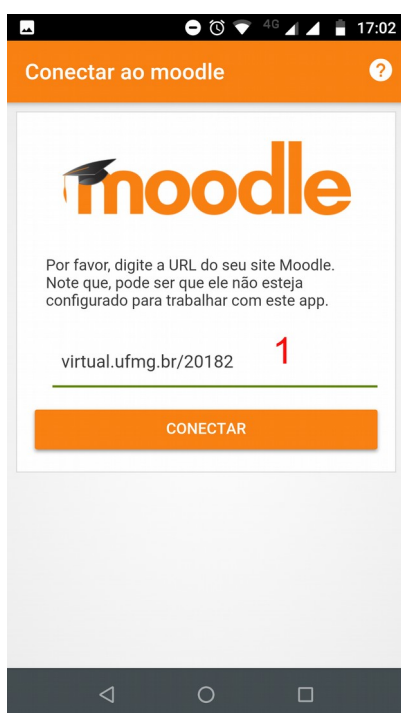 4G 17:02
Conectar ao moodle ?
moodle
Por favor, digite a URL do seu site Moodle.
Note que, pode ser que ele não esteja
configurado para trabalhar com este app.
virtual.ufmg.br/20182 1
CONECTAR